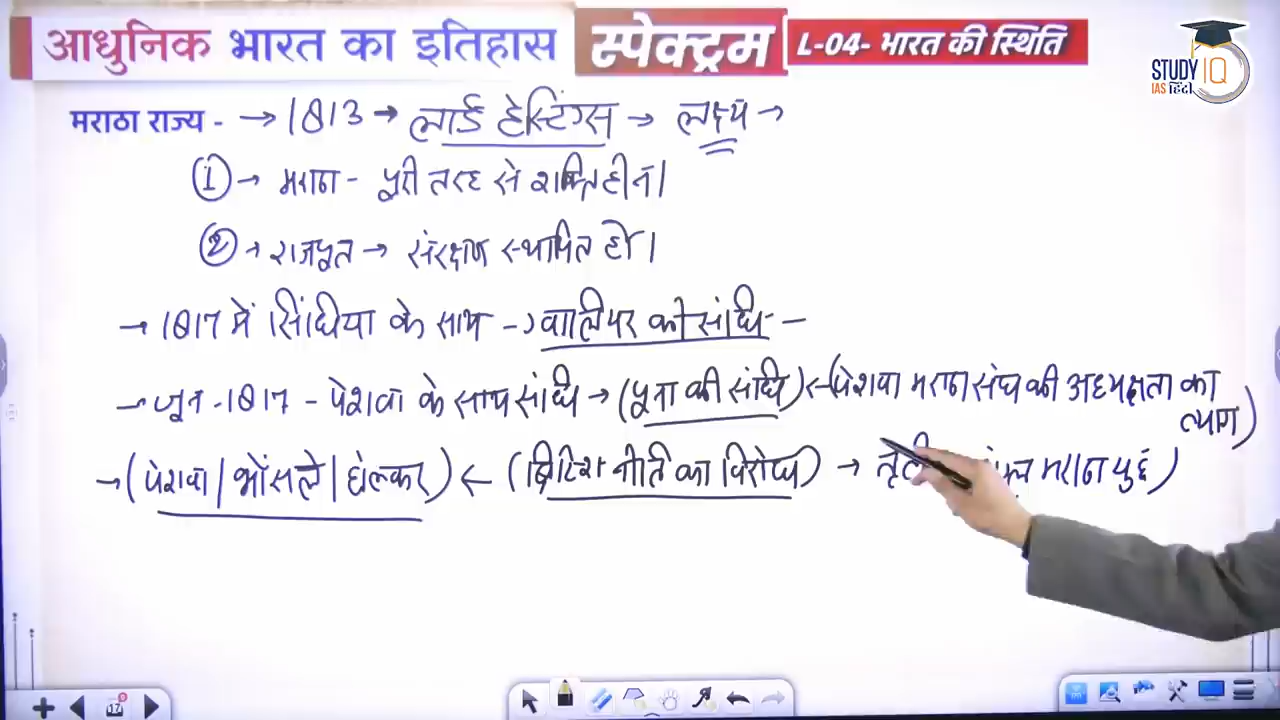 आधुनिक भारत का इतिहास स्पेक्ट्रम L-04- भारत की स्थिति
STUDY IQ
IAS हिंदी
मराठा राज्य - → 1813 → लार्ड हेस्टिंग्स → लक्ष्य →
① → मराठा - पूरी तरह से शक्तिहीन।
② → राजपूत → संरक्षण स्थापित हो।
→ 1817 में सिंधिया के साथ → ग्वालियर की संधि -
→ जून-1817 - पेशवा के साथ संधि → (पूना की संधि) ← (पेशवा मराठा संघ की अध्यक्षता का
त्याग)
→ (पेशवा | भोंसले | होल्कर) ← (ब्रिटिश नीति का विरोध) → मराठा युद्ध)
17